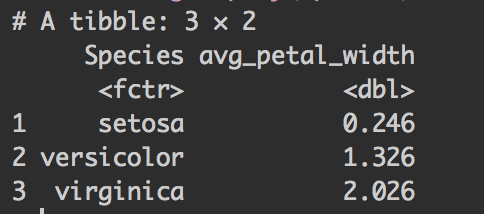 # A tibble: 3 × 2
Species avg_petal_width
<fctr> <dbl>
1 setosa 0.246
2 versicolor 1.326
3 virginica 2.026